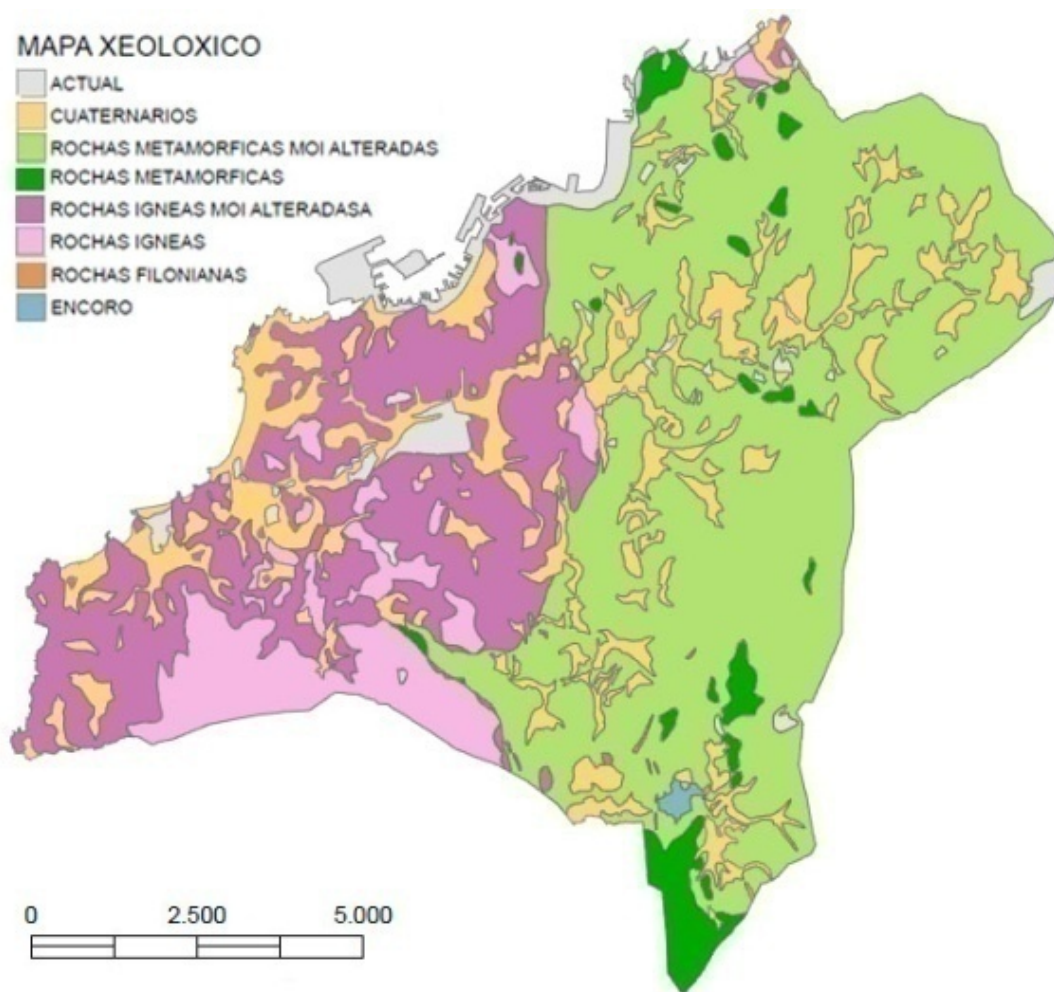 MAPA XEOLOXICO
ACTUAL
CUATERNARIOS
ROCHAS METAMORFICAS MOI ALTERADAS
ROCHAS METAMORFICAS
ROCHAS IGNEAS MOI ALTERADASA
ROCHAS IGNEAS
ROCHAS FILONIANAS
ENCORO
0 2.500 5.000